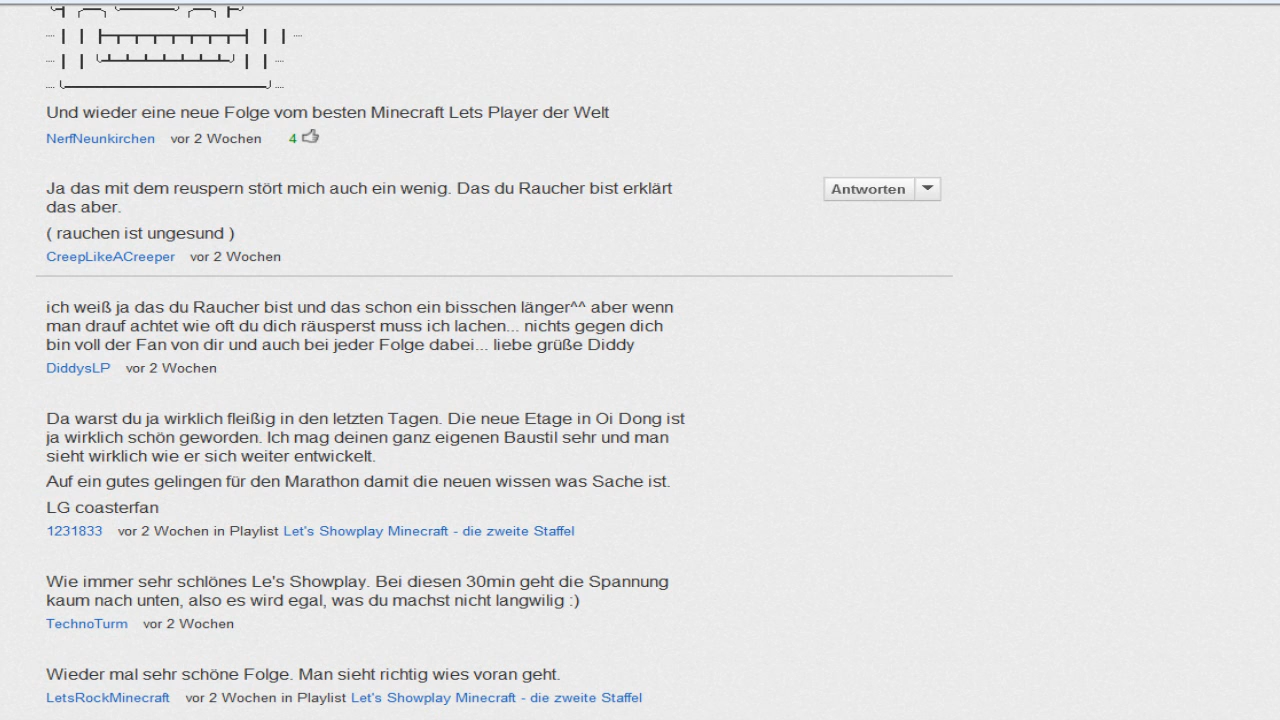 Und wieder eine neue Folge vom besten Minecraft Lets Player der Welt
NerfNeunkirchen vor 2 Wochen 4
Ja das mit dem reuspern stört mich auch ein wenig. Das du Raucher bist erklärt
das aber.
Antworten
( rauchen ist ungesund )
CreepLikeACreeper vor 2 Wochen
ich weiß ja das du Raucher bist und das schon ein bisschen länger^^ aber wenn
man drauf achtet wie oft du dich räusperst muss ich lachen... nichts gegen dich
bin voll der Fan von dir und auch bei jeder Folge dabei... liebe grüße Diddy
DiddysLP vor 2 Wochen
Da warst du ja wirklich fleißig in den letzten Tagen. Die neue Etage in Oi Dong ist
ja wirklich schön geworden. Ich mag deinen ganz eigenen Baustil sehr und man
sieht wirklich wie er sich weiter entwickelt.
Auf ein gutes gelingen für den Marathon damit die neuen wissen was Sache ist.
LG coasterfan
1231833 vor 2 Wochen in Playlist Let's Showplay Minecraft - die zweite Staffel
Wie immer sehr schlönes Le's Showplay. Bei diesen 30min geht die Spannung
kaum nach unten, also es wird egal, was du machst nicht langwilig :)
TechnoTurm vor 2 Wochen
Wieder mal sehr schöne Folge. Man sieht richtig wies voran geht.
LetsRockMinecraft vor 2 Wochen in Playlist Let's Showplay Minecraft - die zweite Staffel